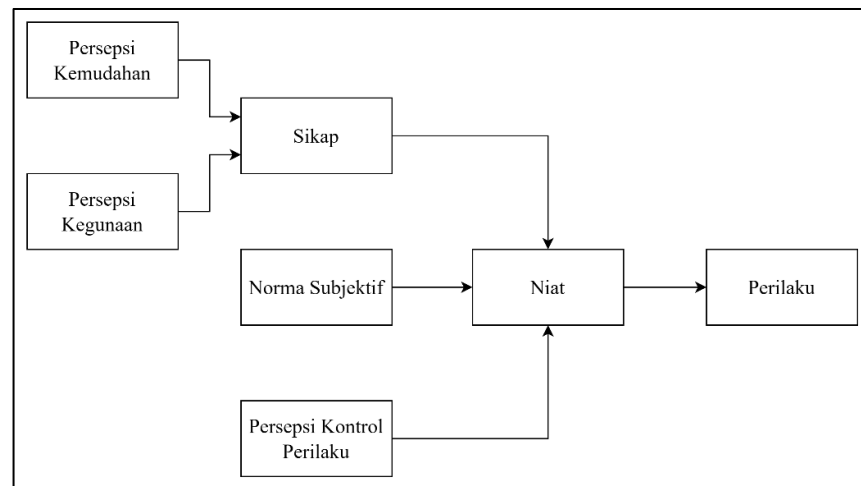 Persepsi
Kemudahan
Sikap
Persepsi
Kegunaan
Norma Subjektif
Niat
Perilaku
Persepsi Kontrol
Perilaku